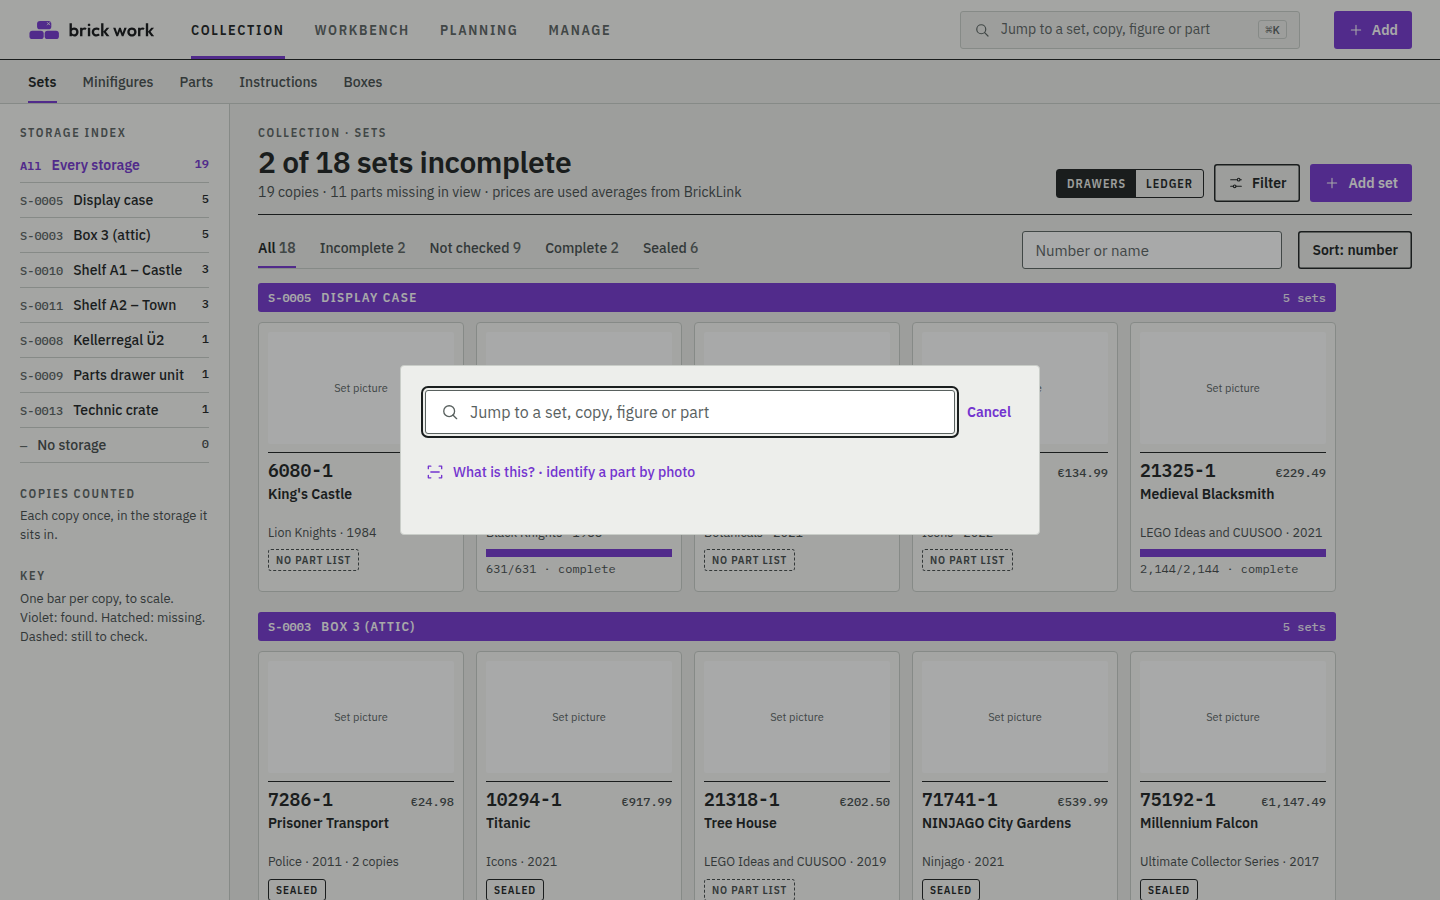 brick work
COLLECTION
WORKBENCH
PLANNING
MANAGE
Jump to a set, copy, figure or part
⌘K
Add
Sets
Minifigures
Parts
Instructions
Boxes
STORAGE INDEX
All Every storage 19
S-0005 Display case 5
S-0003 Box 3 (attic) 5
S-0010 Shelf A1 – Castle 3
S-0011 Shelf A2 – Town 3
S-0008 Kellerregal Ü2 1
S-0009 Parts drawer unit 1
S-0013 Technic crate 1
– No storage 0
COPIES COUNTED
Each copy once, in the storage it
sits in.
KEY
One bar per copy, to scale.
Violet: found. Hatched: missing.
Dashed: still to check.
COLLECTION · SETS
2 of 18 sets incomplete
19 copies · 11 parts missing in view · prices are used averages from BrickLink
DRAWERS
LEDGER
Filter
Add set
All 18
Incomplete 2
Not checked 9
Complete 2
Sealed 6
Number or name
Sort: number
S-0005 DISPLAY CASE 5 sets
Set picture
6080-1
King's Castle
Lion Knights · 1984
NO PART LIST
631/631 · complete
NO PART LIST
€134.99
NO PART LIST
Set picture
21325-1 €229.49
Medieval Blacksmith
LEGO Ideas and CUUSOO · 2021
2,144/2,144 · complete
Jump to a set, copy, figure or part
Cancel
What is this? · identify a part by photo
S-0003 BOX 3 (ATTIC) 5 sets
Set picture
7286-1 €24.98
Prisoner Transport
Police · 2011 · 2 copies
SEALED
Set picture
10294-1 €917.99
Titanic
Icons · 2021
SEALED
Set picture
21318-1 €202.50
Tree House
LEGO Ideas and CUUSOO · 2019
NO PART LIST
Set picture
71741-1 €539.99
NINJAGO City Gardens
Ninjago · 2021
SEALED
Set picture
75192-1 €1,147.49
Millennium Falcon
Ultimate Collector Series · 2017
SEALED